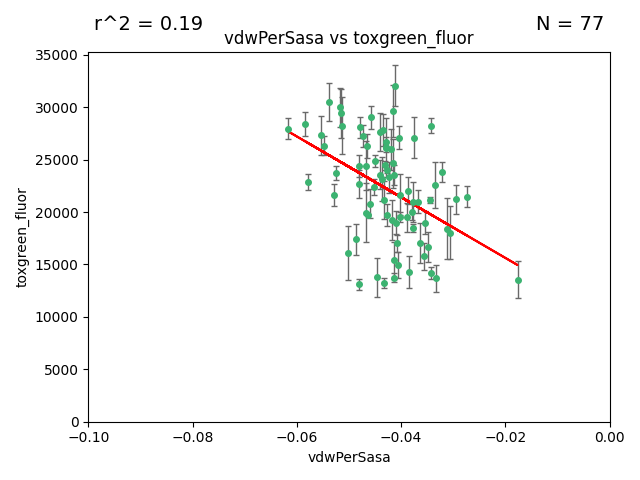 r^2 = 0.19
N = 77
vdwPerSasa vs toxgreen_fluor
35000
30000
25000
20000
15000
10000
5000
0
toxgreen_fluor
−0.10
−0.08
−0.06
−0.04
−0.02
0.00
vdwPerSasa